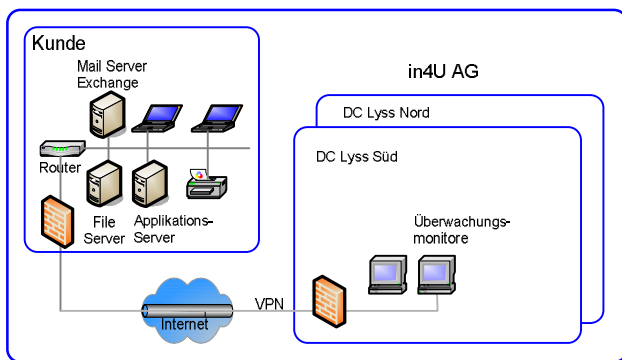 Kunde
Mail Server
Exchange
Router
File
Server
Applikations-
Server
in4U AG
DC Lyss Nord
DC Lyss Süd
Überwachungs-
monitore
VPN
Internet